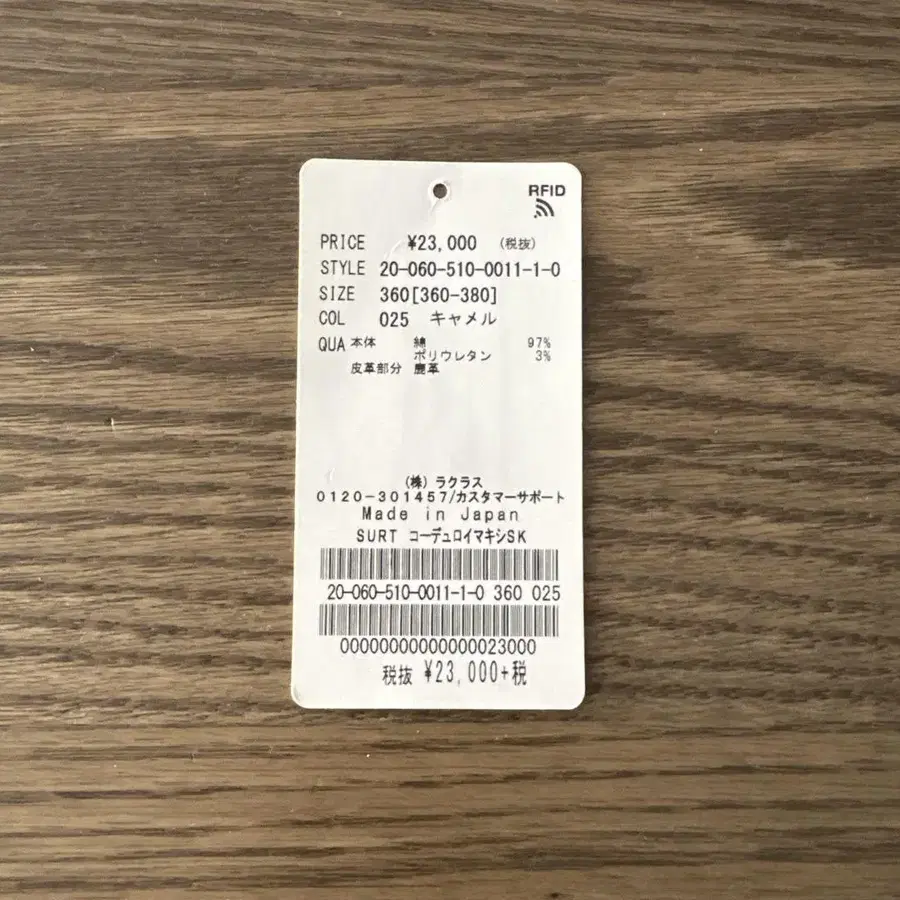 RFID
PRICE ¥23,000 (税抜)
STYLE 20-060-510-0011-1-0
SIZE 360[360-380]
COL 025 キャメル
QUA 本体 綿 97%
ポリウレタン 3%
皮革部分 鹿革
(株) ラクラス
0120-301457/カスタマーサポート
Made in Japan
SURT コーデュロイマキシSK
20-060-510-0011-1-0 360 025
0000000000000000023000
税抜 ¥23,000+税